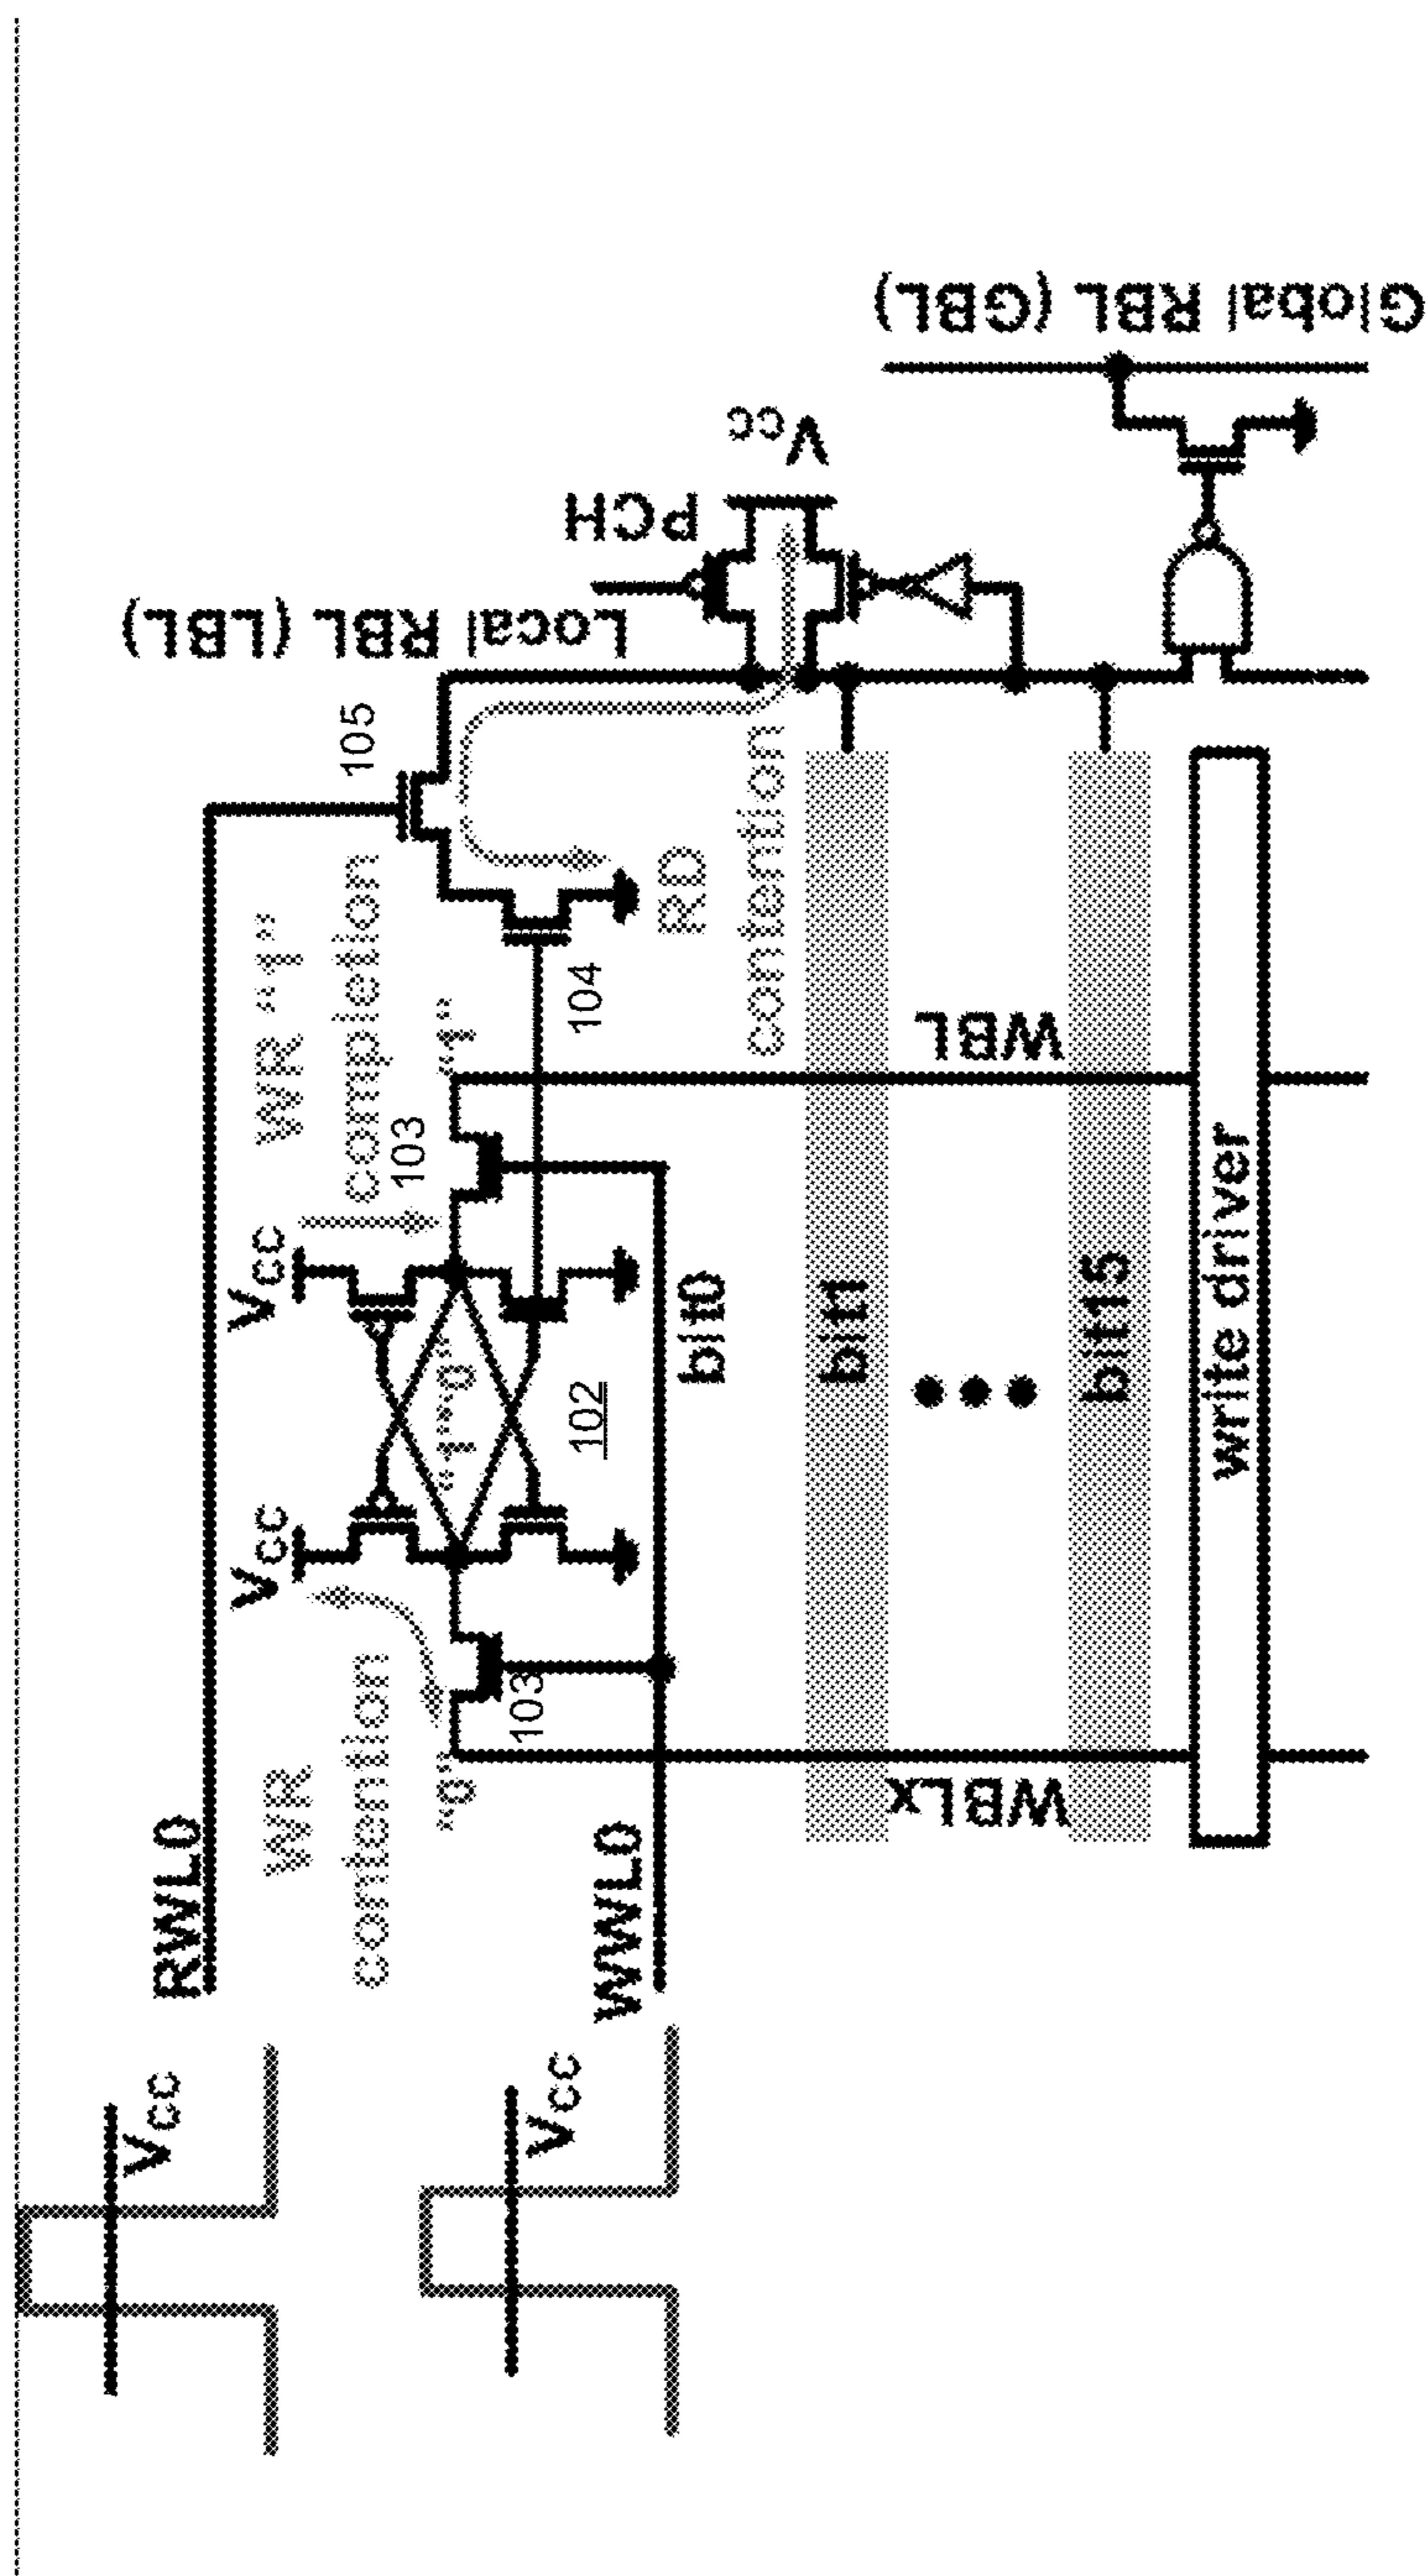 Vcc
RWL0
WR
contention
Vcc
Vcc
WR "1"
completion
103
105
Local RBL (LBL)
PCH
Vcc
Global RBL (GBL)
Vcc
WWL0
"0"
103
"1"
"0"
102
"1"
104
RD
contention
bit0
bit1
WBLx
WBL
bit15
write driver